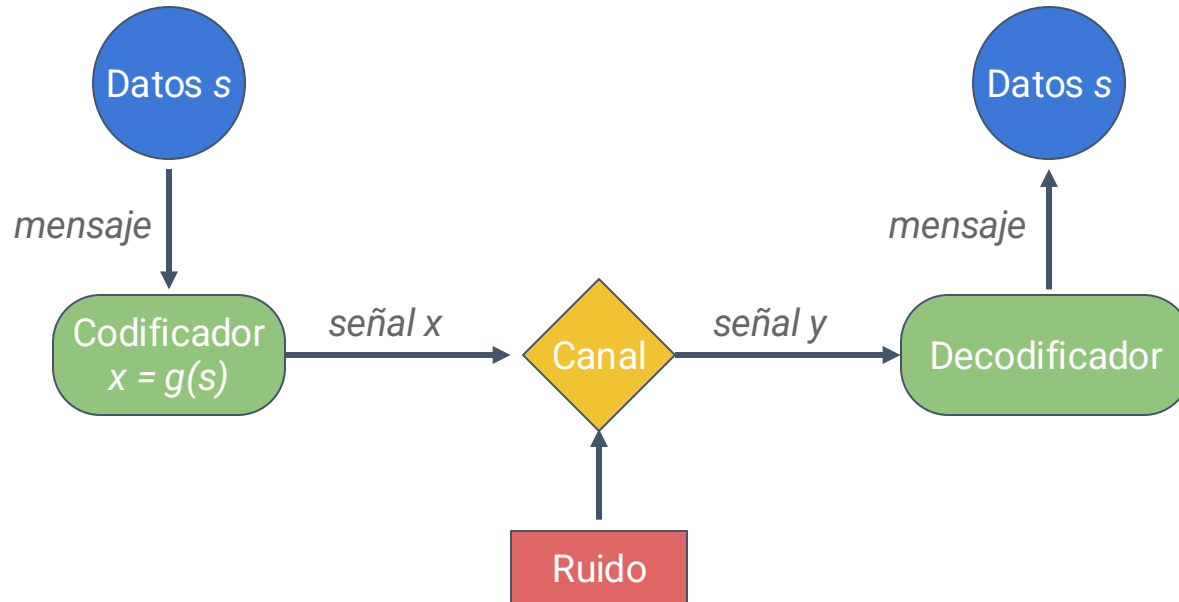 Datos s
Datos s
mensaje
mensaje
Codificador
x = g(s)
señal x
Canal
señal y
Decodificador
Ruido